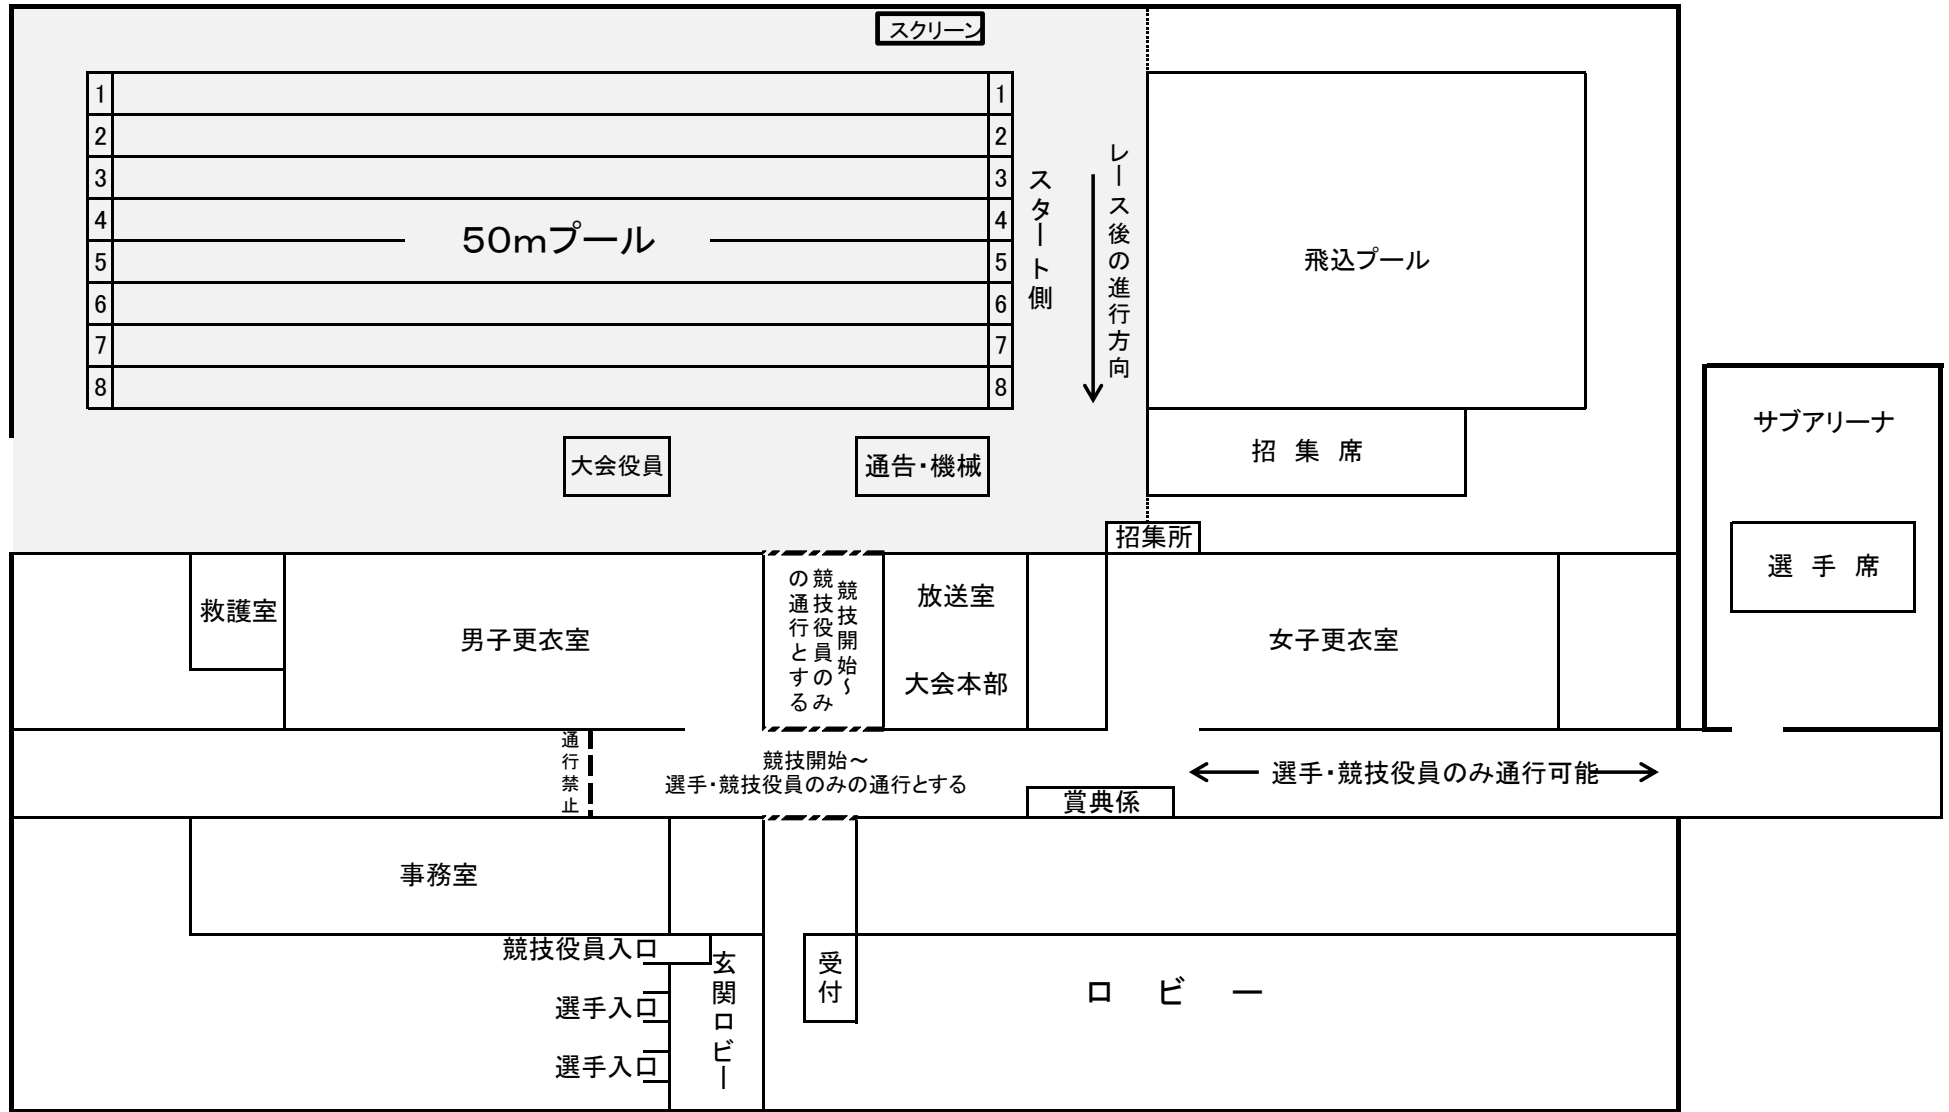 スクリーン
1
2
3
4
5
6
7
8
50mプール
1
2
3
4
5
6
7
8
スタート側
レース後の進行方向
飛込プール
サブアリーナ
招 集 席
大会役員
通告・機械
招集所
選 手 席
救護室
男子更衣室
競技開始～
競技役員のみ
の通行とする
放送室
大会本部
女子更衣室
通行禁止
競技開始～
選手・競技役員のみの通行とする
選手・競技役員のみ通行可能
賞典係
事務室
競技役員入口
選手入口
選手入口
玄関ロビー
受付
ロ ビ ー